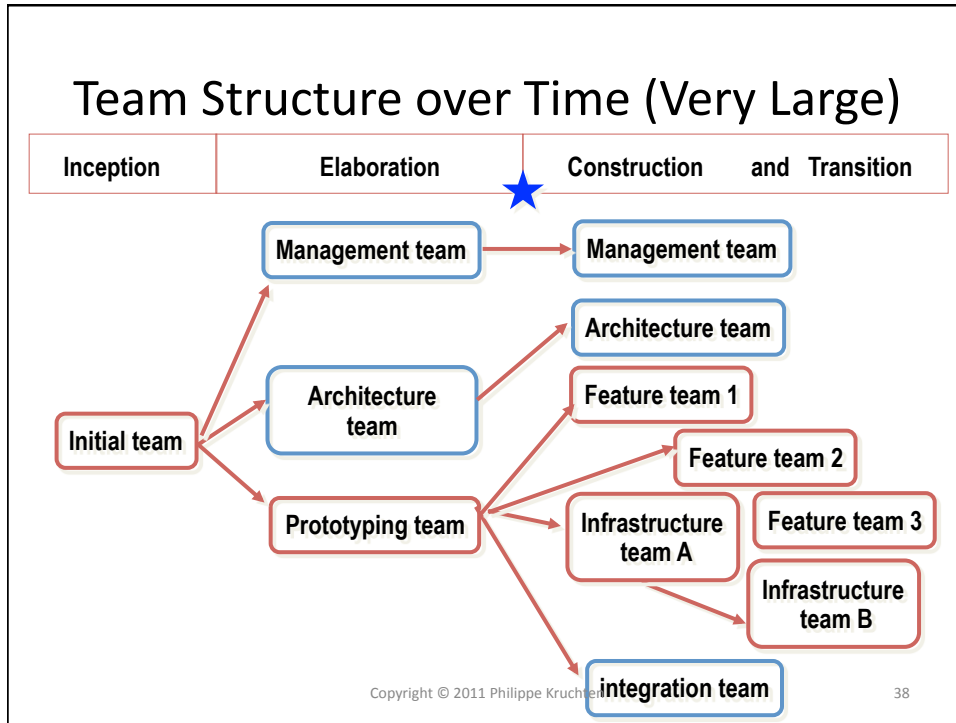 Team Structure over Time (Very Large)
Inception Elaboration Construction and Transition
Management team
Management team
Architecture team
Architecture
team
Feature team 1
Initial team
Feature team 2
Prototyping team
Infrastructure
team A
Feature team 3
Infrastructure
team B
integration team
Copyright © 2011 Philippe Kruchten
38